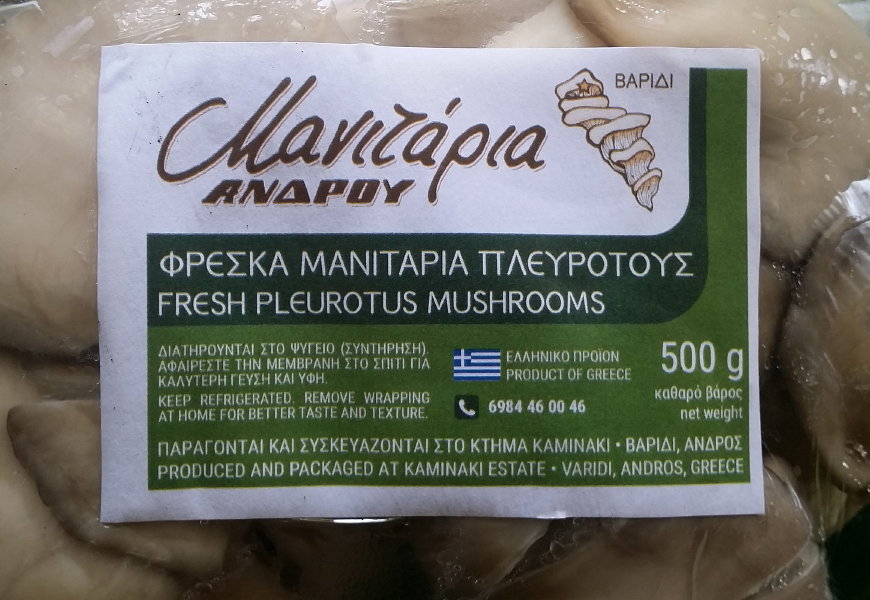 Μανιτάρια
ΑΝΔΡΟΥ
ΒΑΡΙΔΙ
ΦΡΕΣΚΑ ΜΑΝΙΤΑΡΙΑ ΠΛΕΥΡΟΤΟΥΣ
FRESH PLEUROTUS MUSHROOMS
ΔΙΑΤΗΡΟΥΝΤΑΙ ΣΤΟ ΨΥΓΕΙΟ (ΣΥΝΤΗΡΗΣΗ).
ΑΦΑΙΡΕΣΤΕ ΤΗΝ ΜΕΜΒΡΑΝΗ ΣΤΟ ΣΠΙΤΙ ΓΙΑ
ΚΑΛΥΤΕΡΗ ΓΕΥΣΗ ΚΑΙ ΥΦΗ.
KEEP REFRIGERATED. REMOVE WRAPPING
AT HOME FOR BETTER TASTE AND TEXTURE.
ΕΛΛΗΝΙΚΟ ΠΡΟΪΟΝ
PRODUCT OF GREECE
6984 46 00 46
500 g
καθαρό βάρος
net weight
ΠΑΡΑΓΟΝΤΑΙ ΚΑΙ ΣΥΣΚΕΥΑΖΟΝΤΑΙ ΣΤΟ ΚΤΗΜΑ ΚΑΜΙΝΑΚΙ • ΒΑΡΙΔΙ, ΑΝΔΡΟΣ
PRODUCED AND PACKAGED AT KAMINAKI ESTATE • VARIDI, ANDROS, GREECE